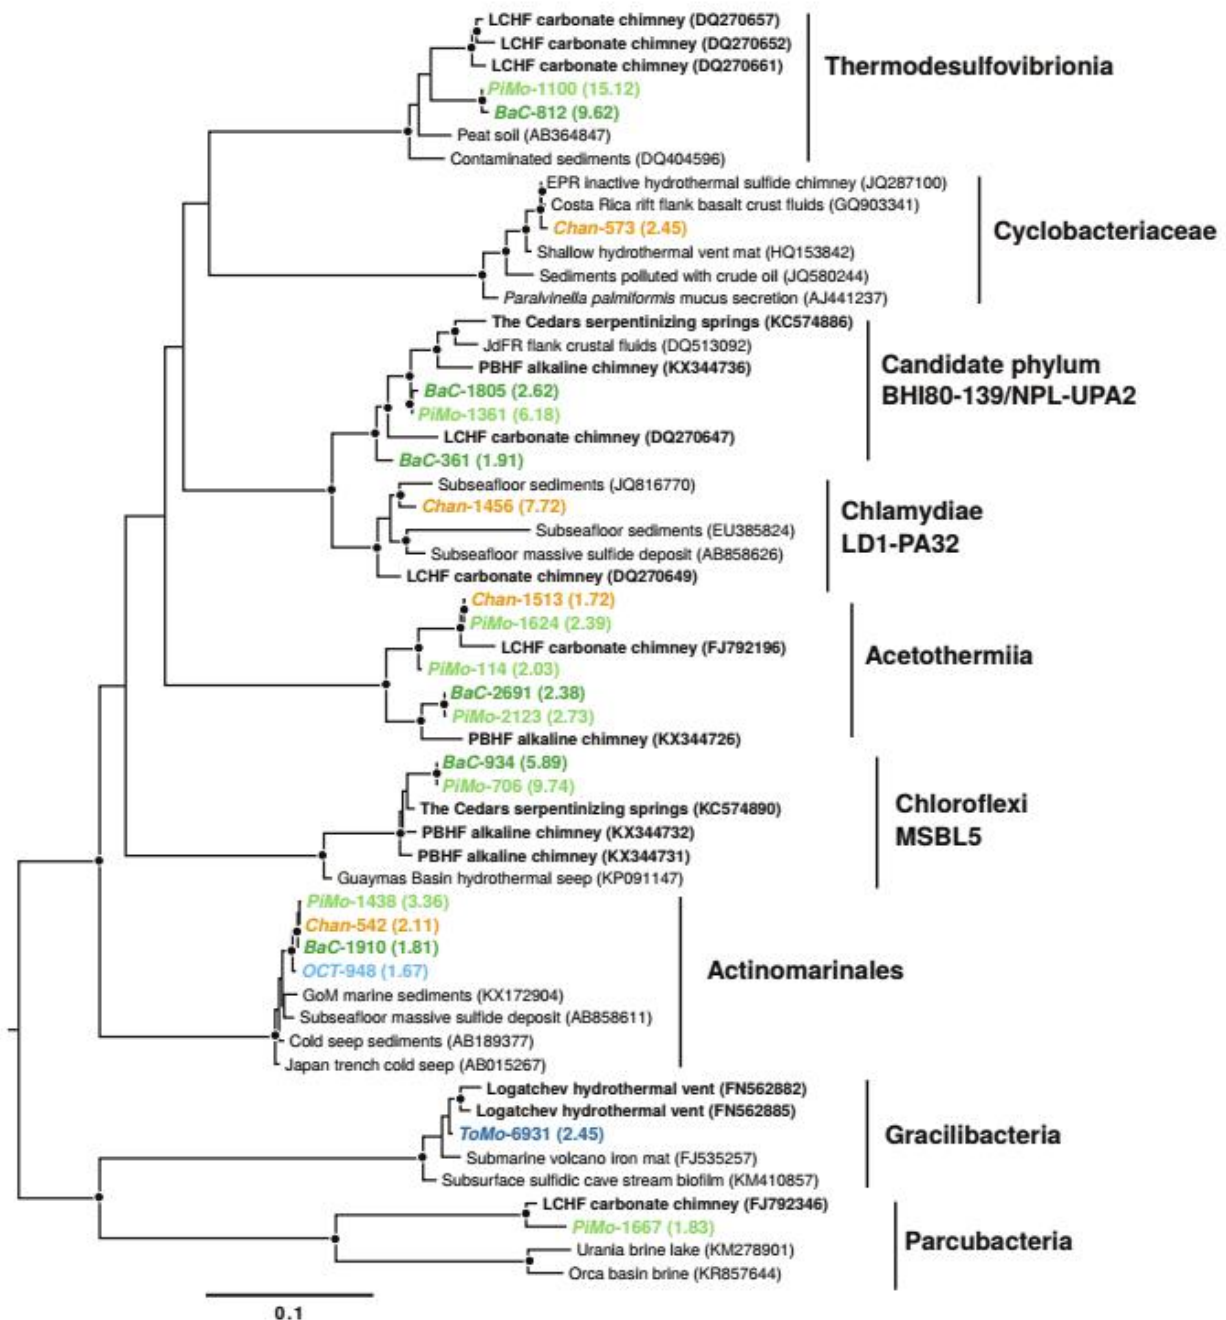 LCHF carbonate chimney (DQ270657)
LCHF carbonate chimney (DQ270652)
LCHF carbonate chimney (DQ270661)
PiMo-1100 (15.12)
BaC-812 (9.62)
Peat soil (AB364847)
Contaminated sediments (DQ404596)
Thermodesulfovibrionia
EPR inactive hydrothermal sulfide chimney (JQ287100)
Costa Rica rift flank basalt crust fluids (GQ903341)
Chan-573 (2.45)
Shallow hydrothermal vent mat (HQ153842)
Sediments polluted with crude oil (JQ580244)
Paralvinella palmiformis mucus secretion (AJ441237)
Cyclobacteriaceae
The Cedars serpentinizing springs (KC574886)
JdFR flank crustal fluids (DQ513092)
PBHF alkaline chimney (KX344736)
BaC-1805 (2.62)
PiMo-1361 (6.18)
LCHF carbonate chimney (DQ270647)
BaC-361 (1.91)
Candidate phylum
BHI80-139/NPL-UPA2
Subseafloor sediments (JQ816770)
Chan-1456 (7.72)
Subseafloor sediments (EU385824)
Subseafloor massive sulfide deposit (AB858626)
LCHF carbonate chimney (DQ270649)
Chlamydiae
LD1-PA32
Chan-1513 (1.72)
PiMo-1624 (2.39)
LCHF carbonate chimney (FJ792196)
PiMo-114 (2.03)
BaC-2691 (2.38)
PiMo-2123 (2.73)
PBHF alkaline chimney (KX344726)
Acetothermiia
BaC-934 (5.89)
PiMo-706 (9.74)
The Cedars serpentinizing springs (KC574890)
PBHF alkaline chimney (KX344732)
PBHF alkaline chimney (KX344731)
Guaymas Basin hydrothermal seep (KP091147)
Chloroflexi
MSBL5
PiMo-1438 (3.36)
Chan-542 (2.11)
BaC-1910 (1.81)
OCT-948 (1.67)
GoM marine sediments (KX172904)
Subseafloor massive sulfide deposit (AB858611)
Cold seep sediments (AB189377)
Japan trench cold seep (AB015267)
Actinomarinales
Logatchev hydrothermal vent (FN562882)
Logatchev hydrothermal vent (FN562885)
ToMo-6931 (2.45)
Submarine volcano iron mat (FJ535257)
Subsurface sulfidic cave stream biofilm (KM410857)
Gracilibacteria
LCHF carbonate chimney (FJ792346)
PiMo-1667 (1.83)
Urania brine lake (KM278901)
Orca basin brine (KR857644)
Parcubacteria
0.1